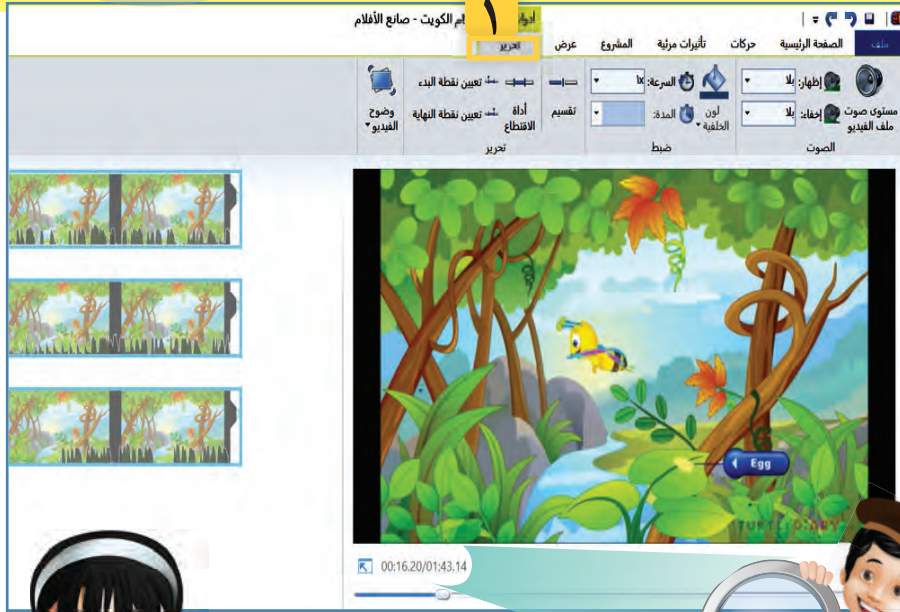 ١
ام الكويت - صانع الأفلام
ملف الصفحة الرئيسية حركات تأثيرات مرئية المشروع عرض تحرير
مستوى صوت ملف الفيديو
إظهار: بلا
إخفاء: بلا
الصوت
لون الخلفية
السرعة: 1x
المدة:
ضبط
تقسيم
أداة الاقتطاع
تعيين نقطة البدء
تعيين نقطة النهاية
تحرير
وضوح الفيديو
Egg
TURTLE DIARY
00:16.20/01:43.14